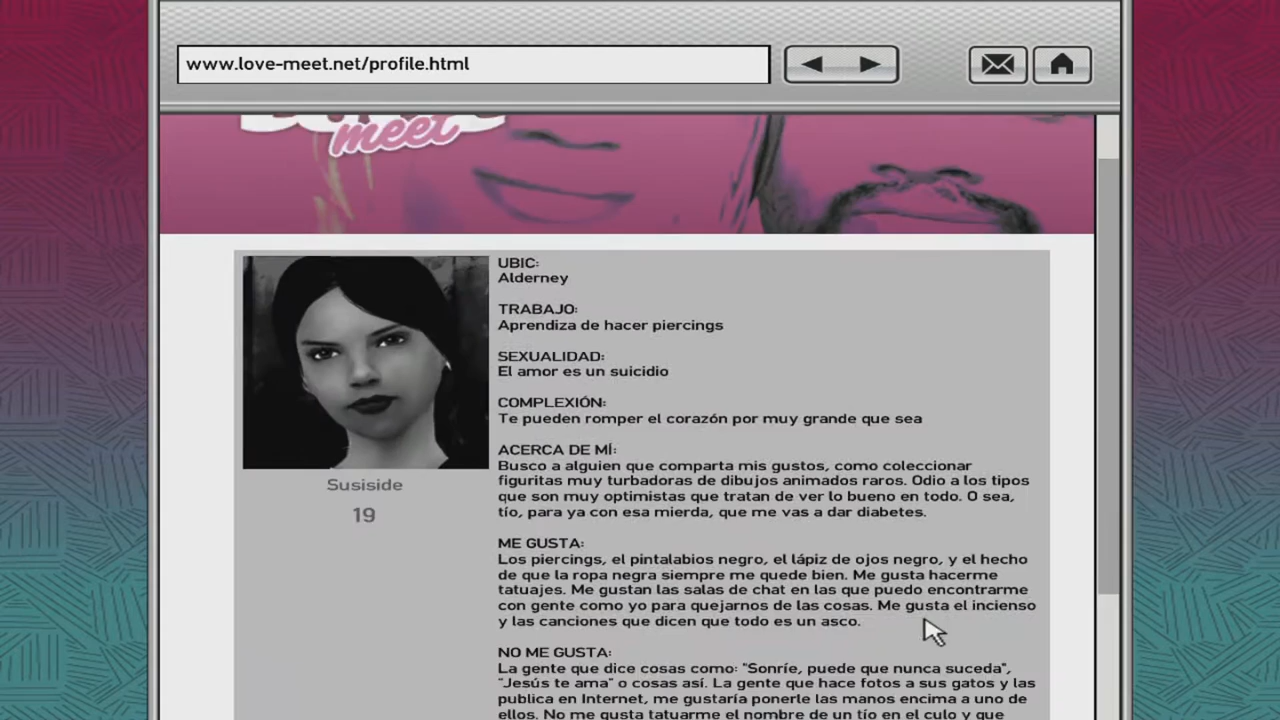 www.love-meet.net/profile.html
meet
UBIC:
Alderney
TRABAJO:
Aprendiza de hacer piercings
SEXUALIDAD:
El amor es un suicidio
COMPLEXIÓN:
Te pueden romper el corazón por muy grande que sea
ACERCA DE MÍ:
Busco a alguien que comparta mis gustos, como coleccionar
figuritas muy turbadoras de dibujos animados raros. Odio a los tipos
que son muy optimistas que tratan de ver lo bueno en todo. O sea,
tío, para ya con esa mierda, que me vas a dar diabetes.
Susiside
19
ME GUSTA:
Los piercings, el pintalabios negro, el lápiz de ojos negro, y el hecho
de que la ropa negra siempre me quede bien. Me gusta hacerme
tatuajes. Me gustan las salas de chat en las que puedo encontrarme
con gente como yo para quejarnos de las cosas. Me gusta el incienso
y las canciones que dicen que todo es un asco.
NO ME GUSTA:
La gente que dice cosas como: "Sonríe, puede que nunca suceda",
"Jesús te ama" o cosas así. La gente que hace fotos a sus gatos y las
publica en Internet, me gustaría ponerle las manos encima a uno de
ellos. No me gusta tatuarme el nombre de un tío en el culo y que